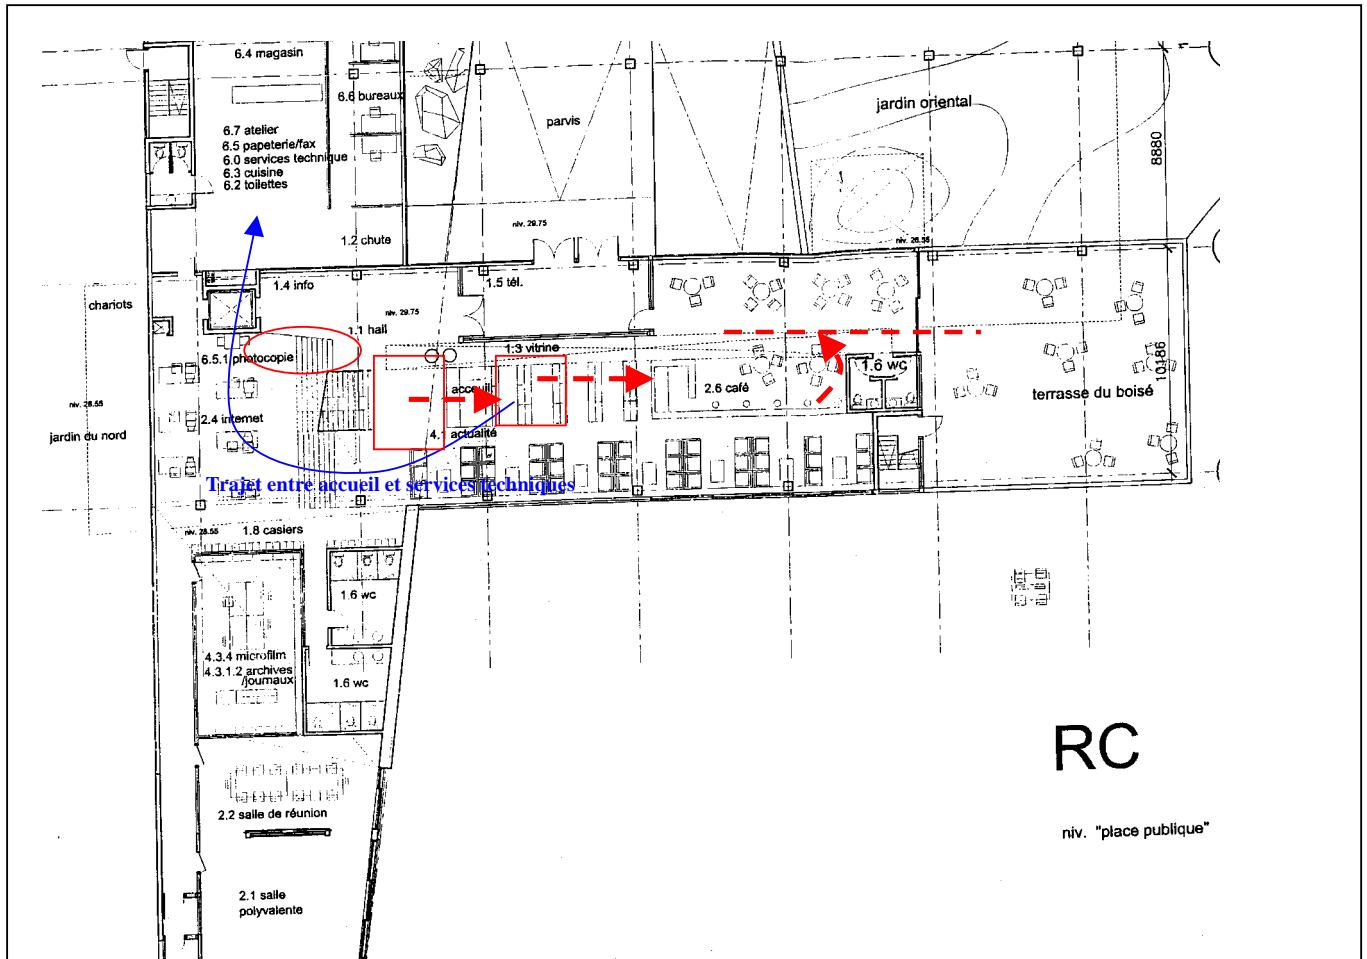 6.4 magasin
6.6 bureaux
6.7 atelier
6.5 papeterie/fax
6.0 services technique
6.3 cuisine
6.2 toilettes
parvis
jardin oriental
8880
niv. 29.75
1.2 chute
niv. 26.55
1.4 info
1.5 tél.
chariots
niv. 29.75
1.1 hall
1.3 vitrine
6.5.1 photocopie
1.6 wc
10186
acceuil
2.6 café
terrasse du boisé
niv. 28.55
2.4 internet
jardin du nord
4.1 actualité
Trajet entre accueil et services techniques
niv. 28.55
1.8 casiers
1.6 wc
4.3.4 microfilm
4.3.1.2 archives
/journaux
1.6 wc
RC
2.2 salle de réunion
niv. "place publique"
2.1 salle
polyvalente